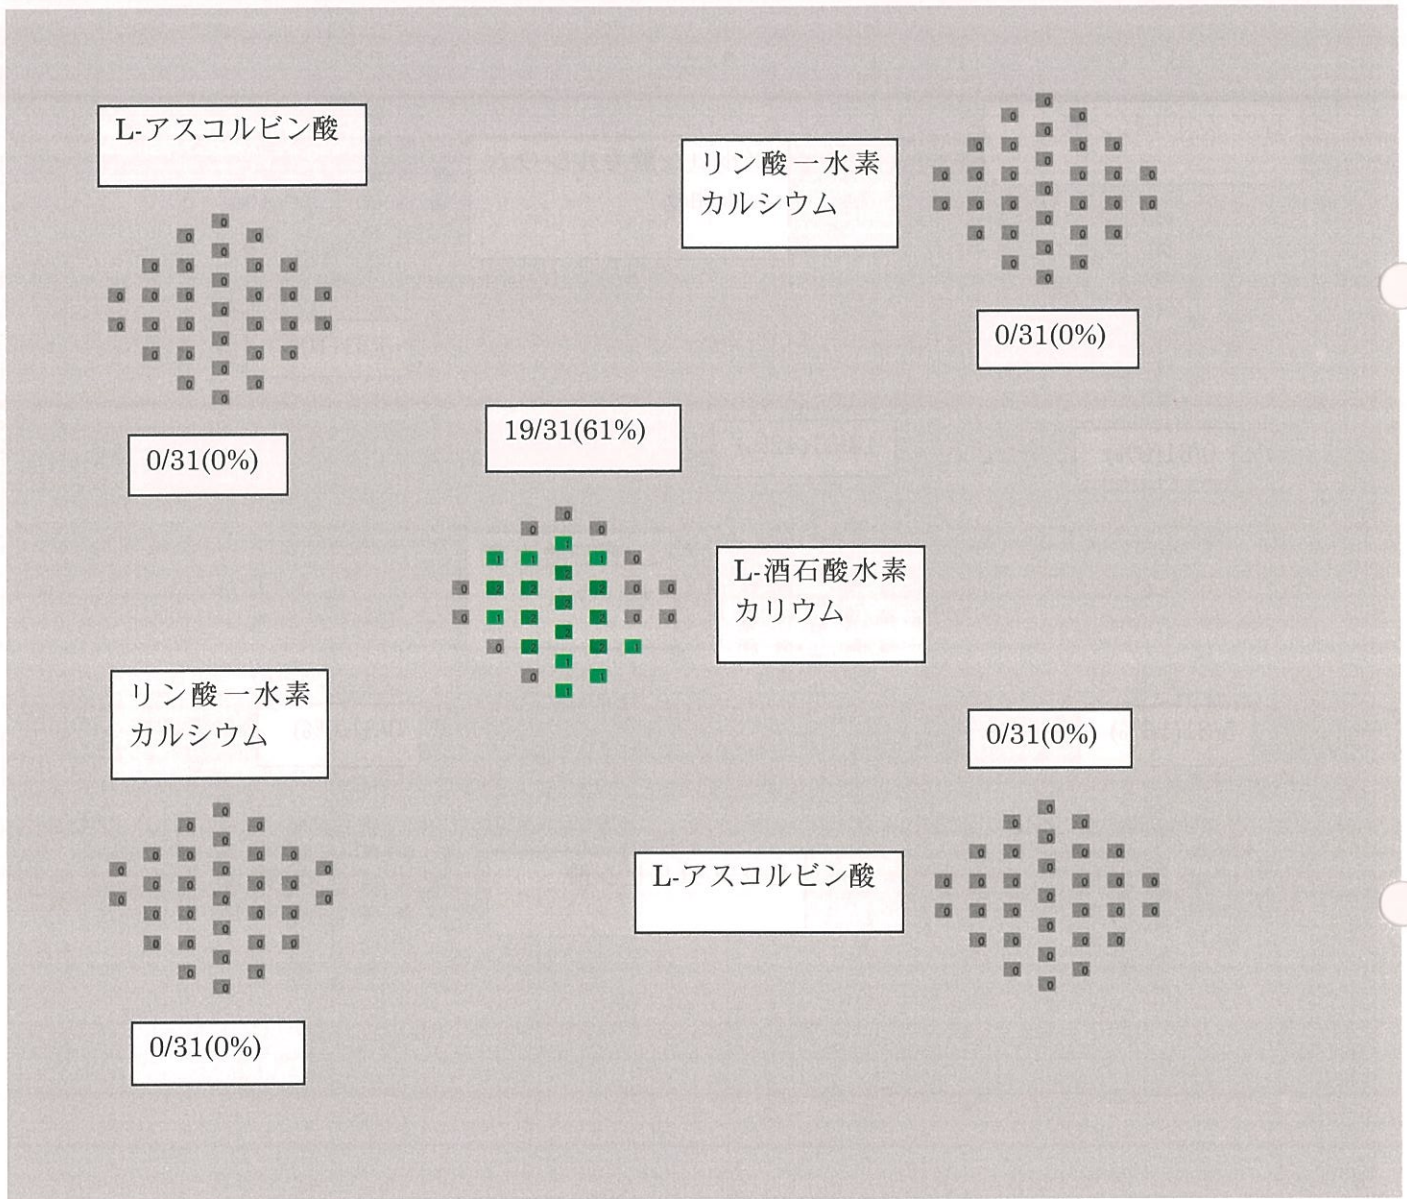 L-アスコルビン酸
リン酸一水素
カルシウム
0/31(0%)
0/31(0%)
19/31(61%)
L-酒石酸水素
カリウム
リン酸一水素
カルシウム
0/31(0%)
L-アスコルビン酸
0/31(0%)